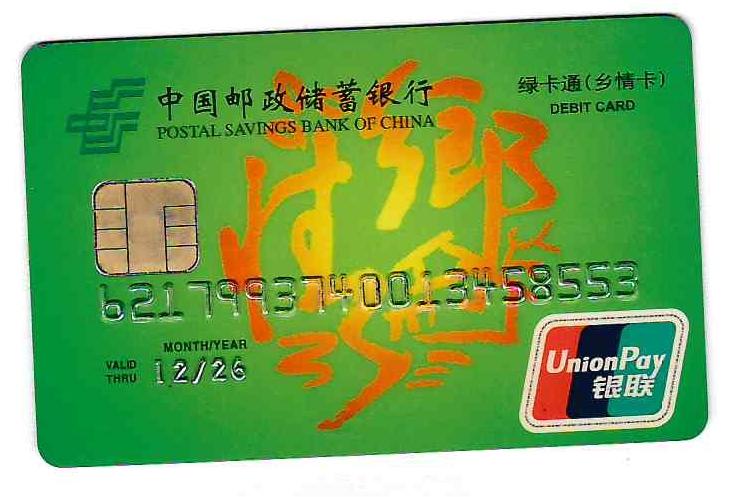 中国邮政储蓄银行
POSTAL SAVINGS BANK OF CHINA
绿卡通(乡情卡)
DEBIT CARD
6217993740013458553
MONTH/YEAR
VALID THRU 12/26
UnionPay
银联